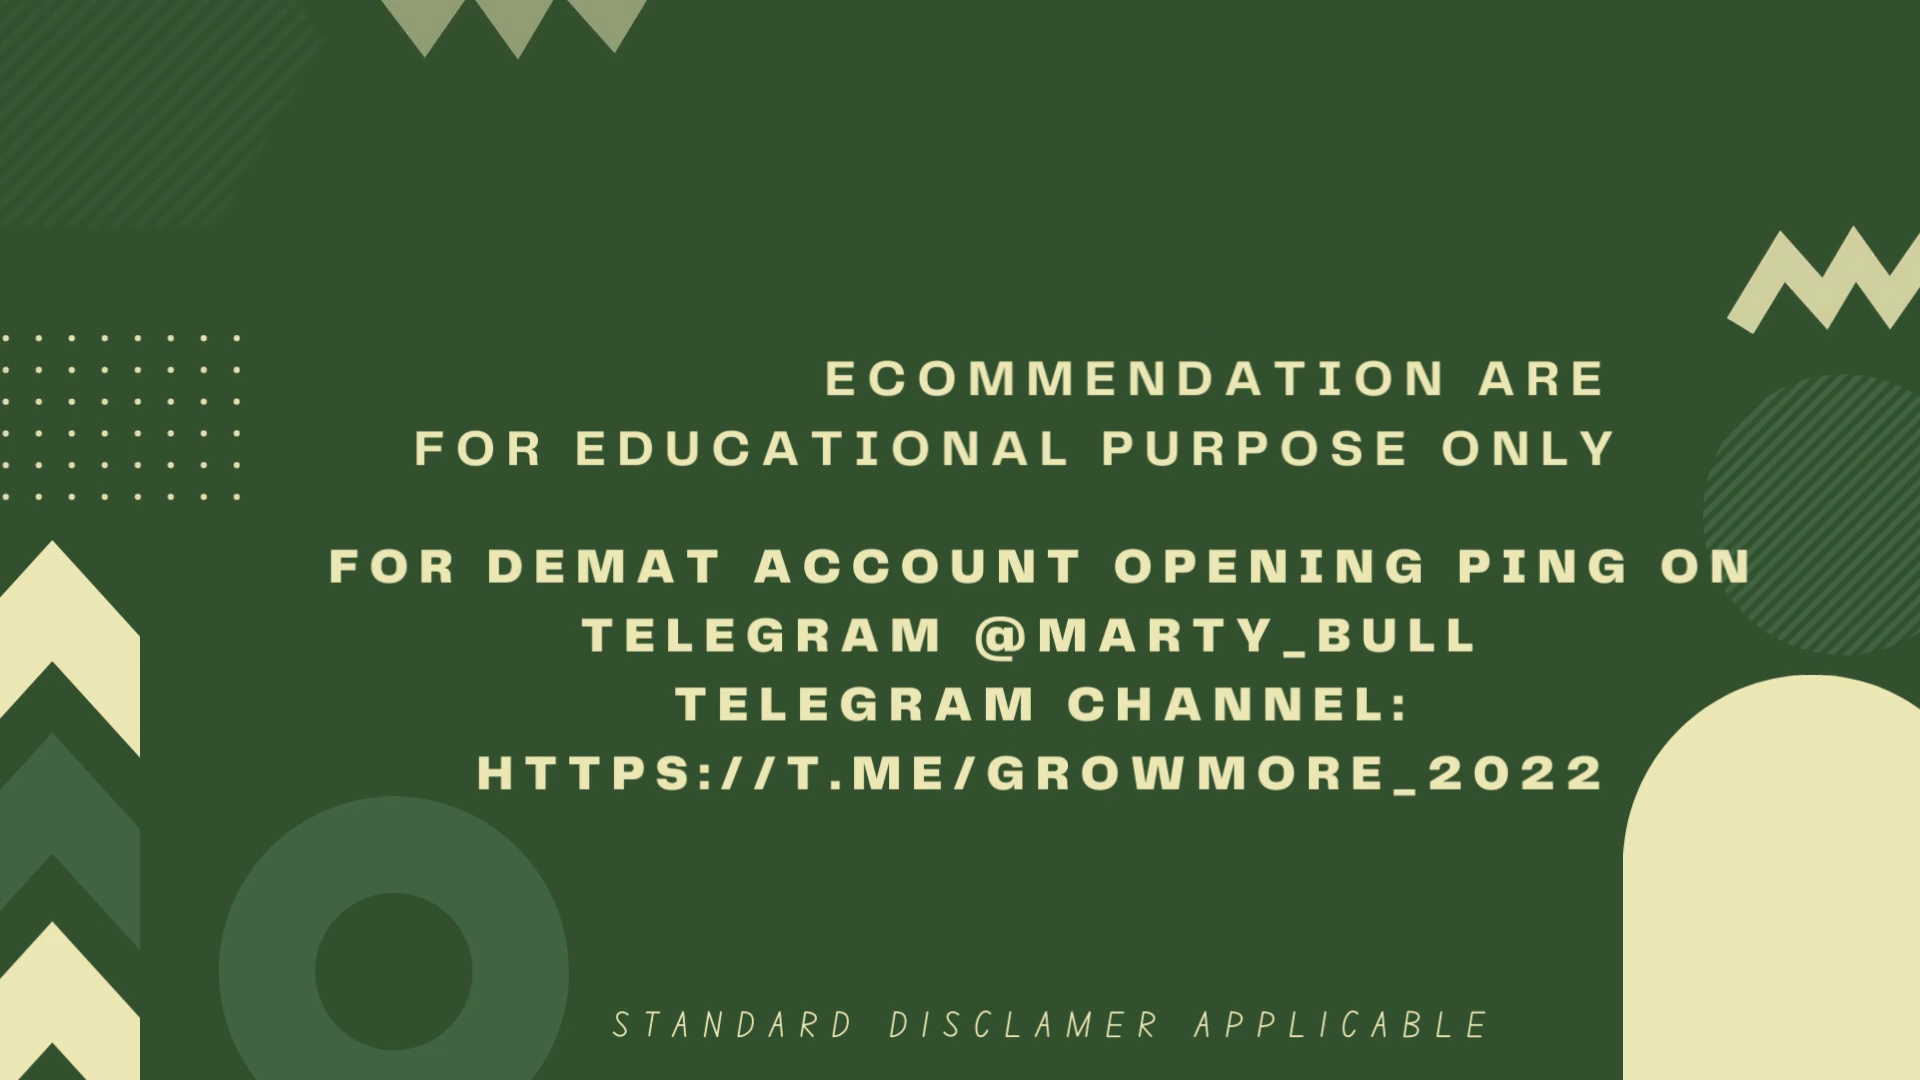 ECOMMENDATION ARE
FOR EDUCATIONAL PURPOSE ONLY
FOR DEMAT ACCOUNT OPENING PING ON
TELEGRAM @MARTY_BULL
TELEGRAM CHANNEL:
HTTPS://T.ME/GROWMORE_2022
STANDARD DISCLAMER APPLICABLE